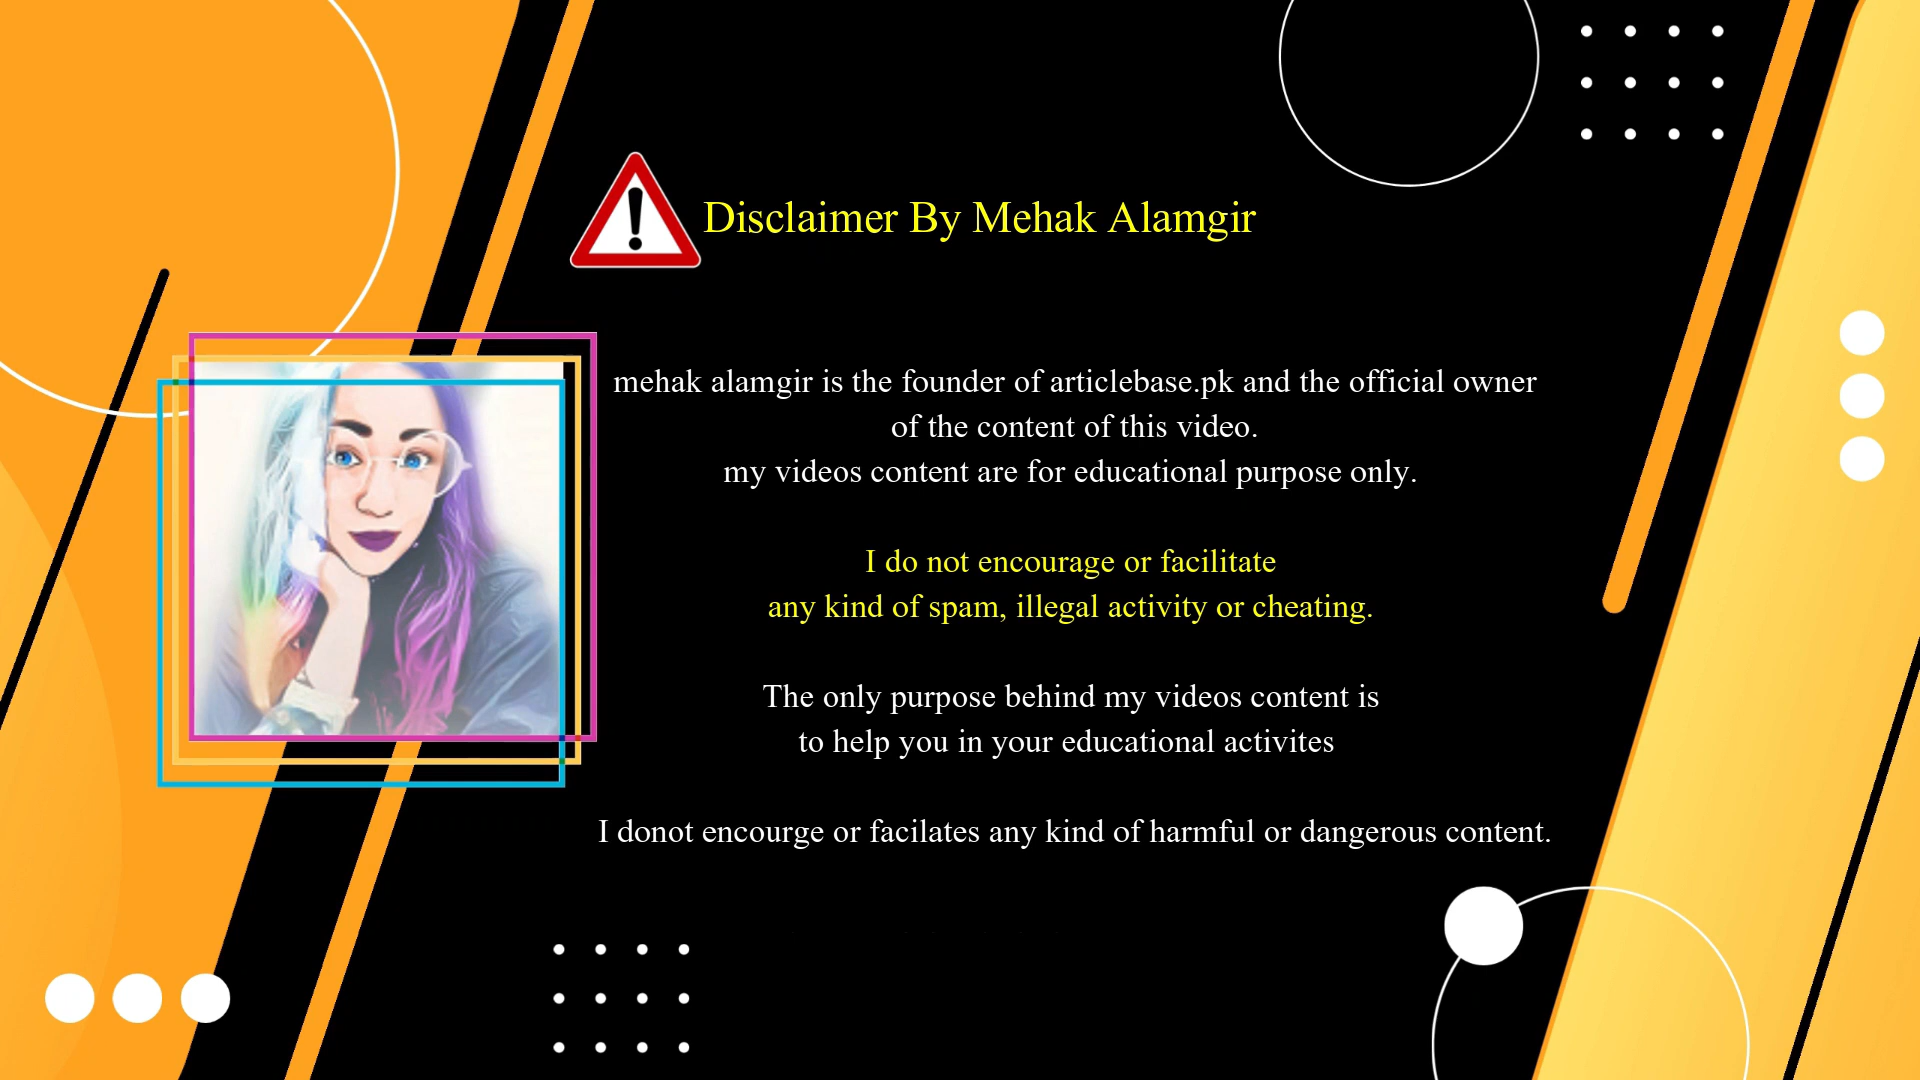 Disclaimer By Mehak Alamgir
mehak alamgir is the founder of articlebase.pk and the official owner
of the content of this video.
my videos content are for educational purpose only.
I do not encourage or facilitate
any kind of spam, illegal activity or cheating.
The only purpose behind my videos content is
to help you in your educational activites
I donot encourge or facilates any kind of harmful or dangerous content.